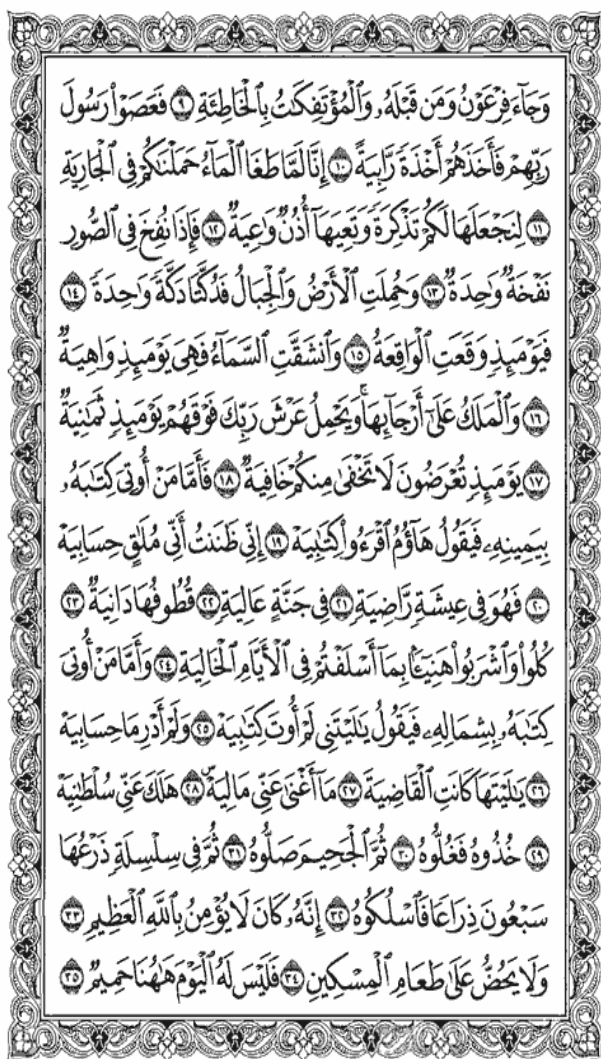 وَجَآءَ فِرْعَوْنُ وَمَن قَبْلَهُۥ وَٱلْمُؤْتَفِكَٰتُ بِٱلْخَاطِئَةِ ٩ فَعَصَوْا۟ رَسُولَ
رَبِّهِمْ فَأَخَذَهُمْ أَخْذَةً رَّابِيَةً ١٠ إِنَّا لَمَّا طَغَا ٱلْمَآءُ حَمَلْنَٰكُمْ فِى ٱلْجَارِيَةِ
١١ لِنَجْعَلَهَا لَكُمْ تَذْكِرَةً وَتَعِيَهَآ أُذُنٌ وَٰعِيَةٌ ١٢ فَإِذَا نُفِخَ فِى ٱلصُّورِ
نَفْخَةٌ وَٰحِدَةٌ ١٣ وَحُمِلَتِ ٱلْأَرْضُ وَٱلْجِبَالُ فَدُكَّتَا دَكَّةً وَٰحِدَةً ١٤
فَيَوْمَئِذٍ وَقَعَتِ ٱلْوَاقِعَةُ ١٥ وَٱنشَقَّتِ ٱلسَّمَآءُ فَهِىَ يَوْمَئِذٍ وَاهِيَةٌ
١٦ وَٱلْمَلَكُ عَلَىٰٓ أَرْجَآئِهَا ۚ وَيَحْمِلُ عَرْشَ رَبِّكَ فَوْقَهُمْ يَوْمَئِذٍ ثَمَٰنِيَةٌ
١٧ يَوْمَئِذٍ تُعْرَضُونَ لَا تَخْفَىٰ مِنكُمْ خَافِيَةٌ ١٨ فَأَمَّا مَنْ أُوتِىَ كِتَٰبَهُۥ
بِيَمِينِهِۦ فَيَقُولُ هَآؤُمُ ٱقْرَءُوا۟ كِتَٰبِيَهْ ١٩ إِنِّى ظَنَنتُ أَنِّى مُلَٰقٍ حِسَابِيَهْ
٢٠ فَهُوَ فِى عِيشَةٍ رَّاضِيَةٍ ٢١ فِى جَنَّةٍ عَالِيَةٍ ٢٢ قُطُوفُهَا دَانِيَةٌ ٢٣
كُلُوا۟ وَٱشْرَبُوا۟ هَنِيٓـًٔۢا بِمَآ أَسْلَفْتُمْ فِى ٱلْأَيَّامِ ٱلْخَالِيَةِ ٢٤ وَأَمَّا مَنْ أُوتِىَ
كِتَٰبَهُۥ بِشِمَالِهِۦ فَيَقُولُ يَٰلَيْتَنِى لَمْ أُوتَ كِتَٰبِيَهْ ٢٥ وَلَمْ أَدْرِ مَا حِسَابِيَهْ
٢٦ يَٰلَيْتَهَا كَانَتِ ٱلْقَاضِيَةَ ٢٧ مَآ أَغْنَىٰ عَنِّى مَالِيَهْ ۜ ٢٨ هَلَكَ عَنِّى سُلْطَٰنِيَهْ
٢٩ خُذُوهُ فَغُلُّوهُ ٣٠ ثُمَّ ٱلْجَحِيمَ صَلُّوهُ ٣١ ثُمَّ فِى سِلْسِلَةٍ ذَرْعُهَا
سَبْعُونَ ذِرَاعًا فَٱسْلُكُوهُ ٣٢ إِنَّهُۥ كَانَ لَا يُؤْمِنُ بِٱللَّهِ ٱلْعَظِيمِ ٣٣
وَلَا يَحُضُّ عَلَىٰ طَعَامِ ٱلْمِسْكِينِ ٣٤ فَلَيْسَ لَهُ ٱلْيَوْمَ هَٰهُنَا حَمِيمٌ ٣٥